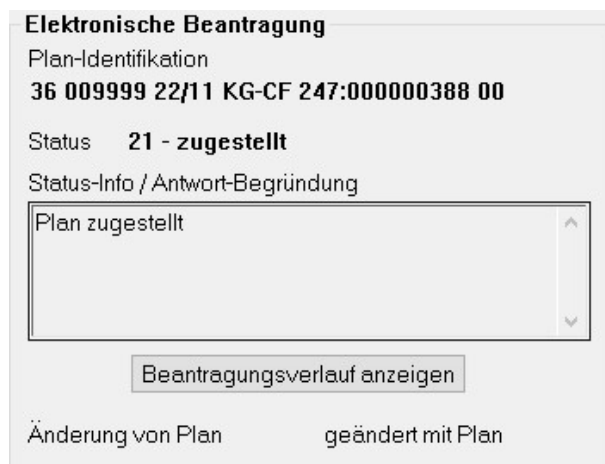 Elektronische Beantragung
Plan-Identifikation
36 009999 22/11 KG-CF 247:000000388 00
Status 21 - zugestellt
Status-Info / Antwort-Begründung
Plan zugestellt
Beantragungsverlauf anzeigen
Änderung von Plan geändert mit Plan